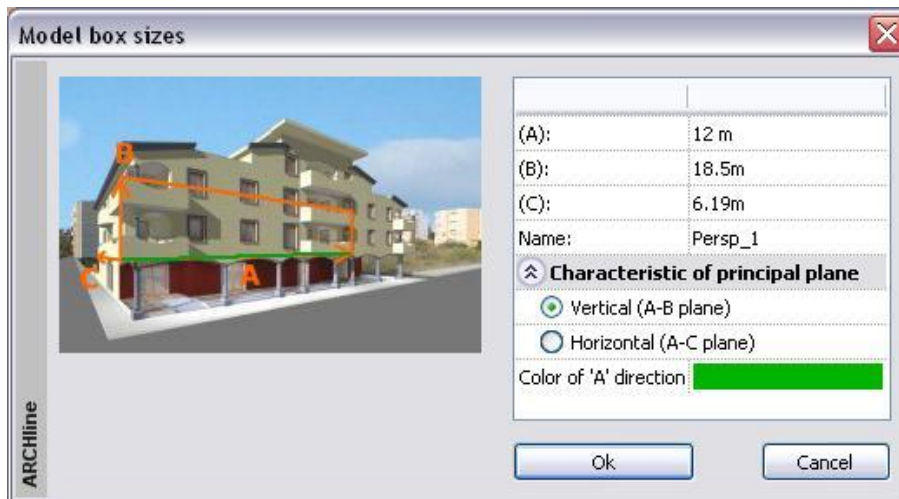 Model box sizes
B
C
A
ARCHline
(A): 12 m
(B): 18.5m
(C): 6.19m
Name: Persp_1
Characteristic of principal plane
Vertical (A-B plane)
Horizontal (A-C plane)
Color of 'A' direction
Ok Cancel